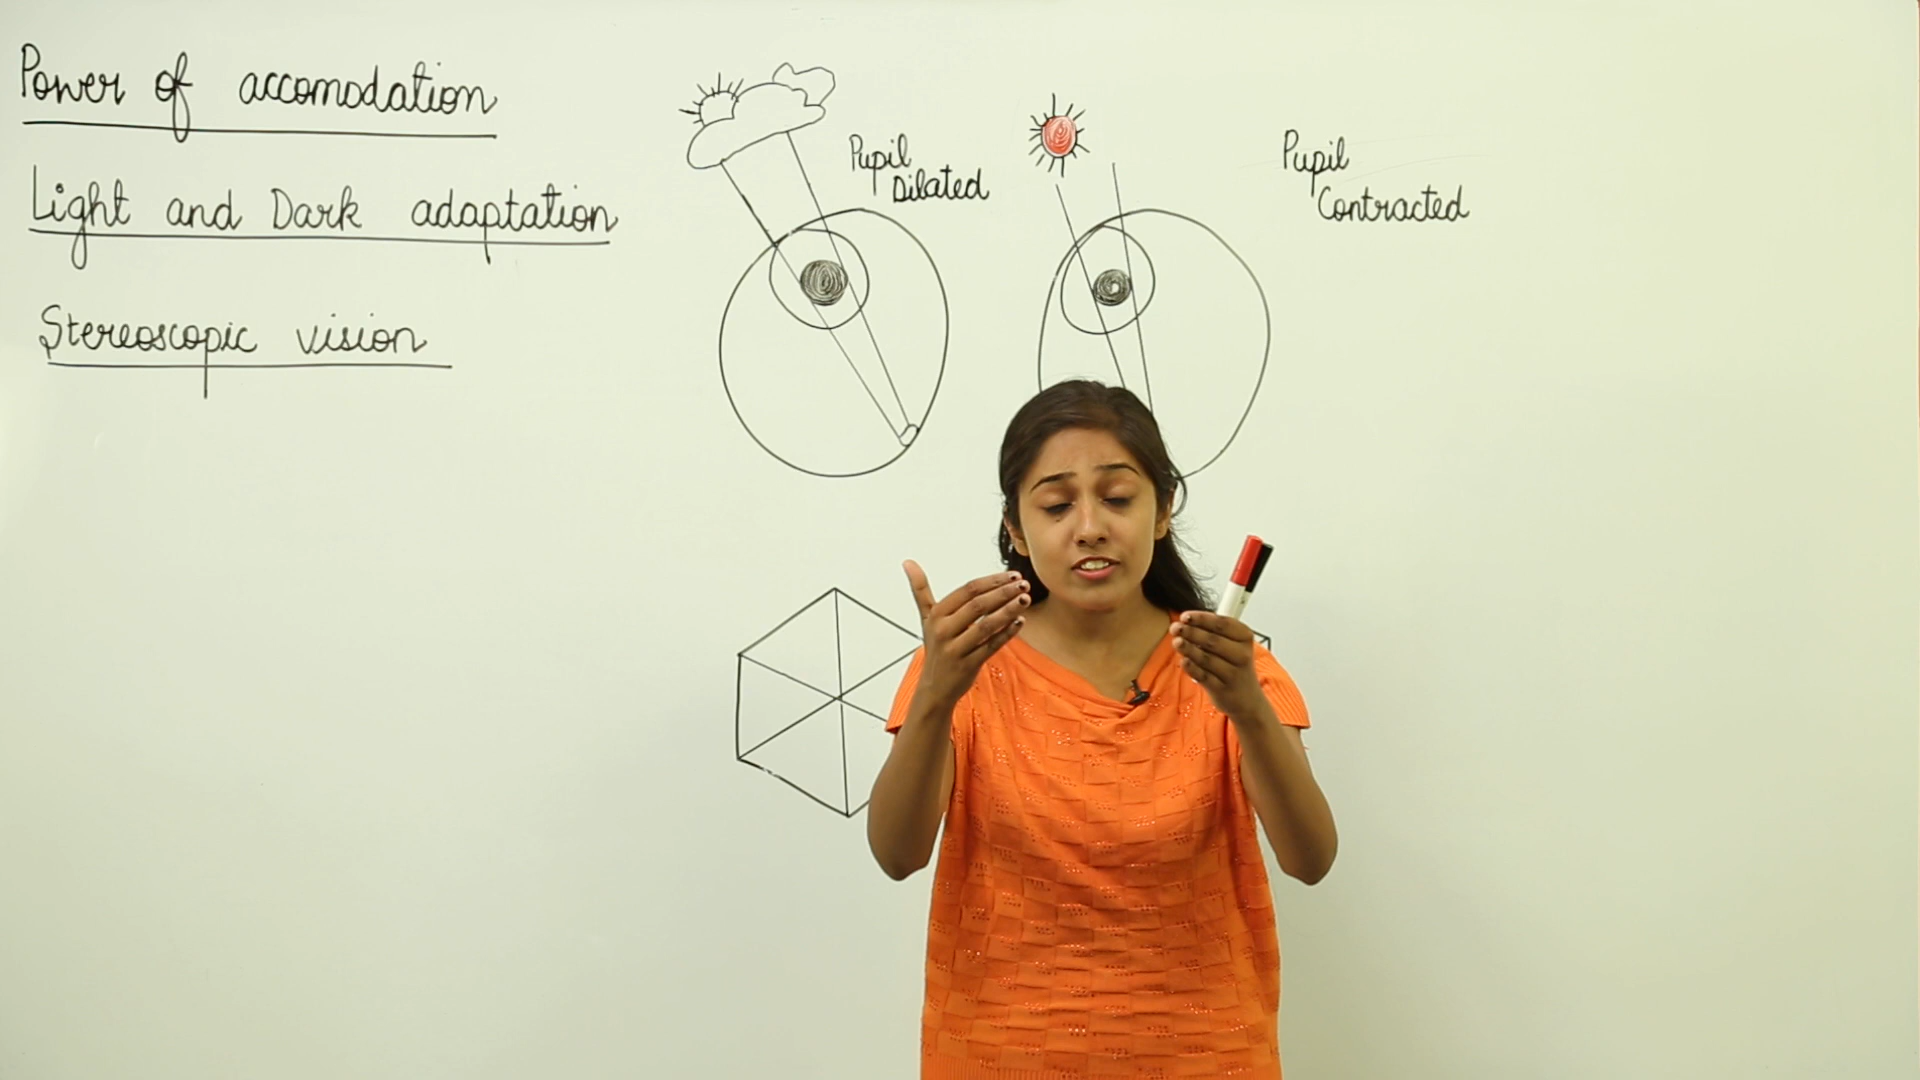 Power of accomodation
Light and Dark adaptation
Stereoscopic vision
Pupil
Dilated
Pupil
Contracted